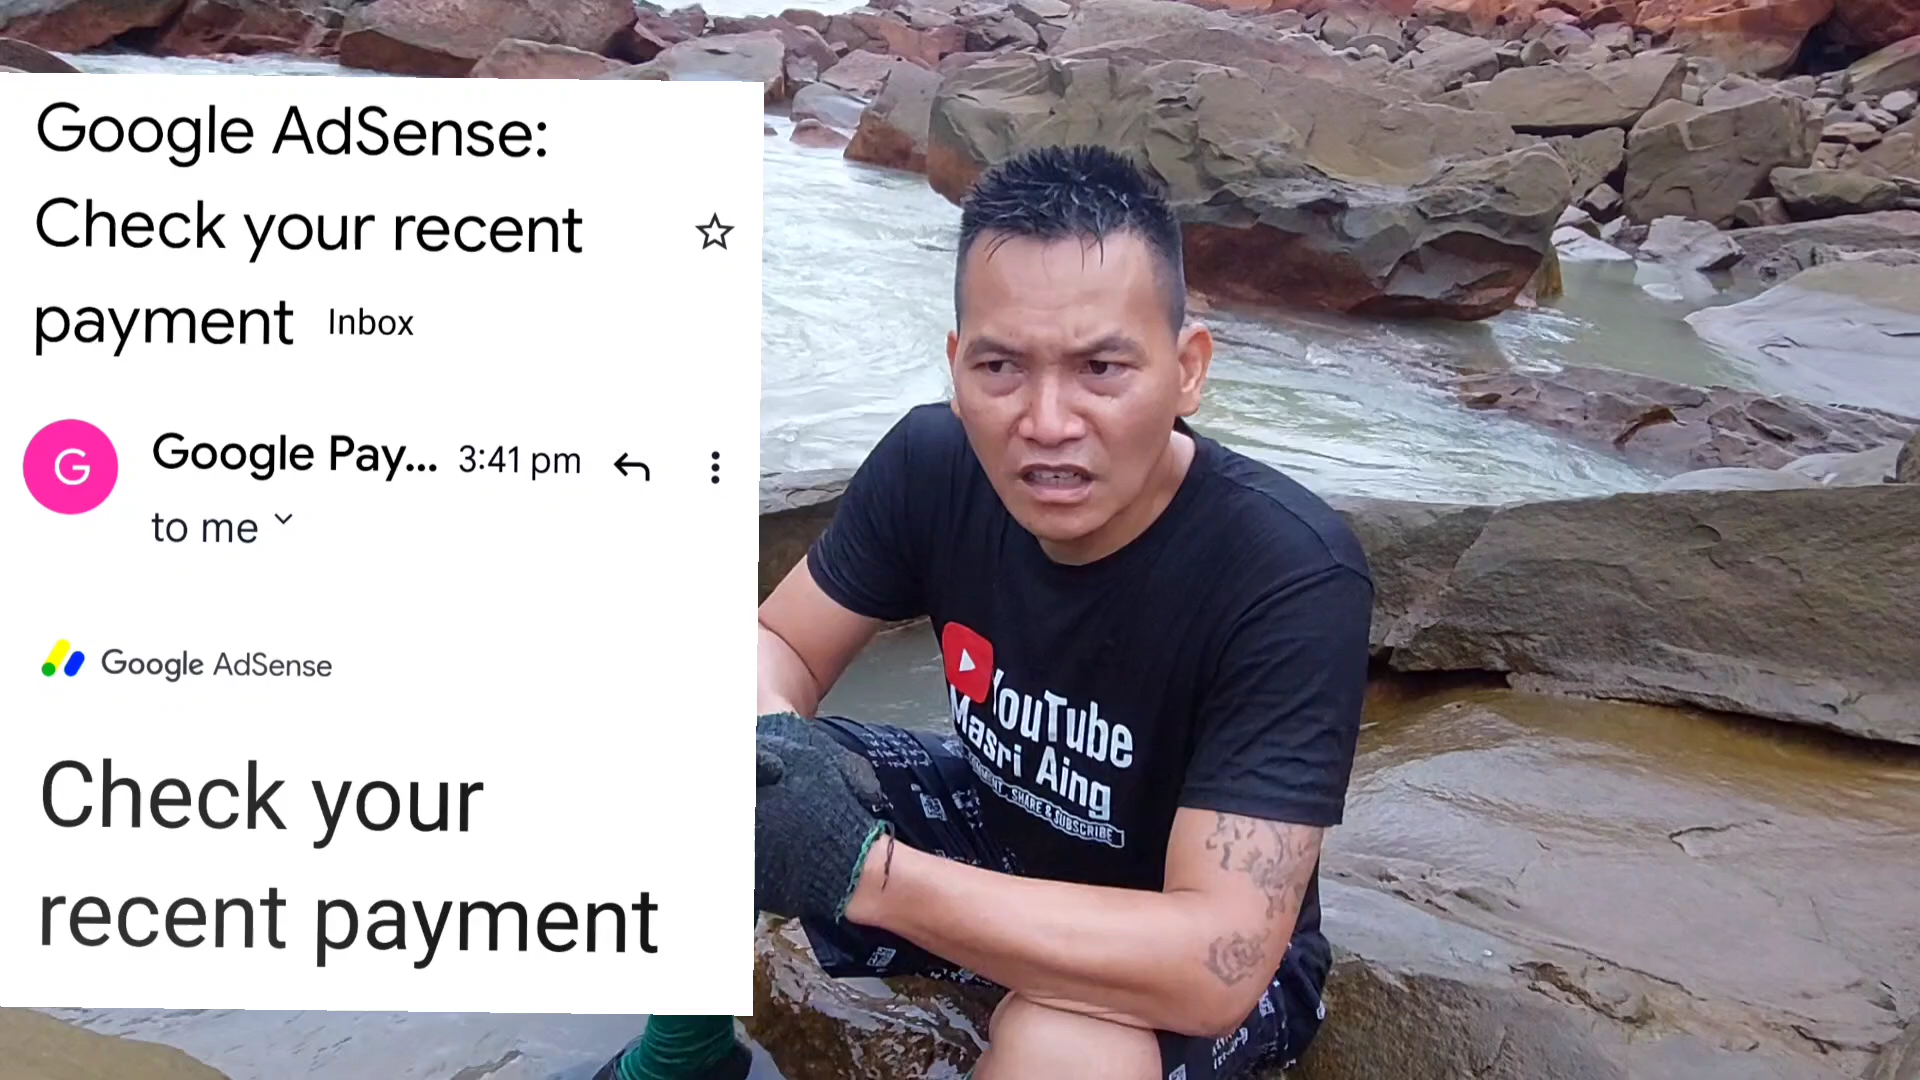 Google AdSense:
Check your recent
payment Inbox
G Google Pay... 3:41 pm
to me
Google AdSense
Check your
recent payment
YouTube
Masri Aing
SHARE & SUBSCRIBE